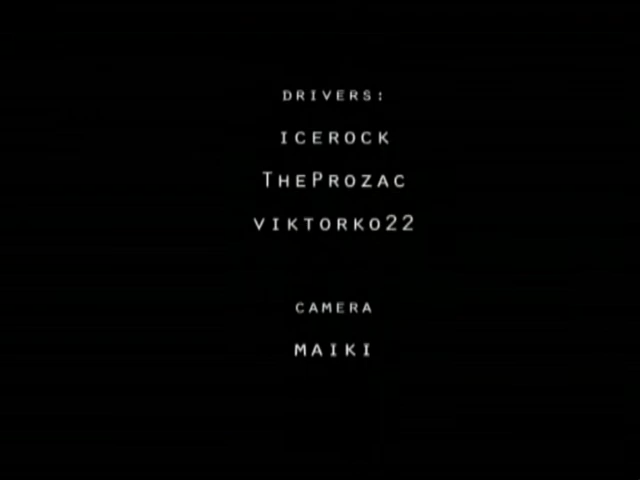 DRIVERS:
ICEROCK
THEPROZAC
VIKTORKO22
CAMERA
MAIKI